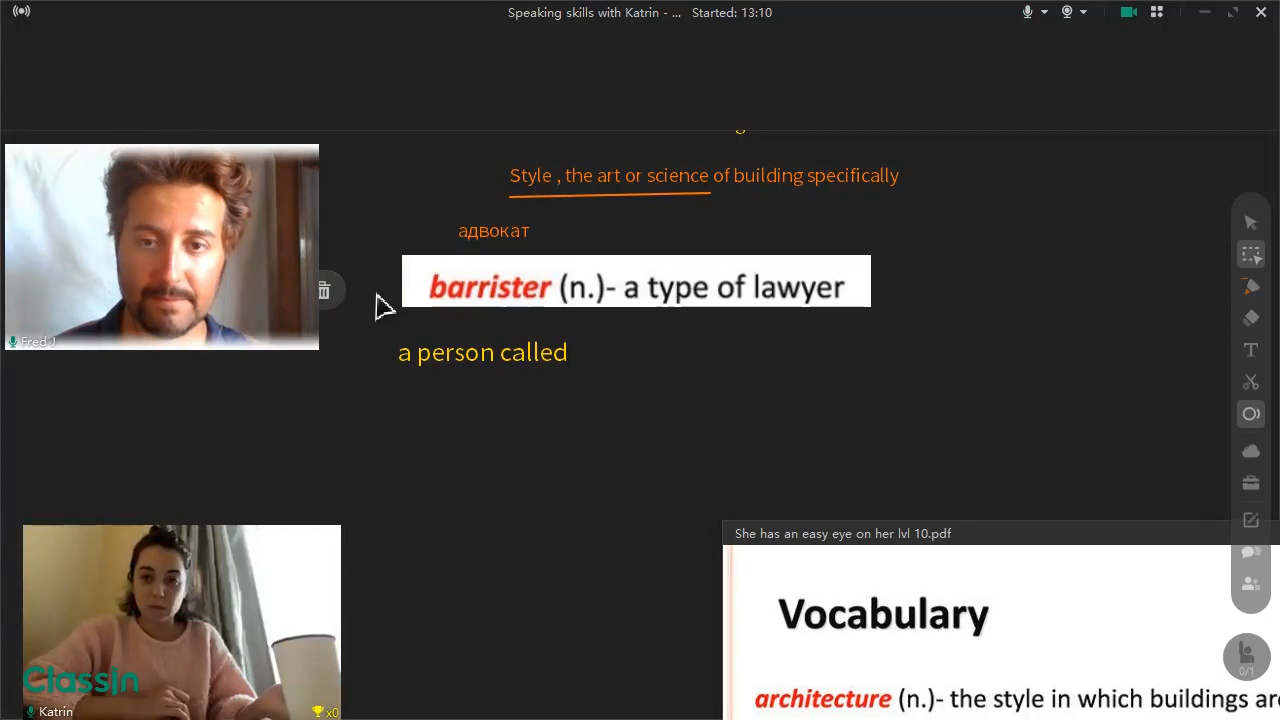 Speaking skills with Katrin - ... Started: 13:10
Style , the art or science of building specifically
адвокат
barrister (n.)- a type of lawyer
Fred J
a person called
She has an easy eye on her lvl 10.pdf
Vocabulary
ClassIn
0/1
architecture (n.)- the style in which buildings
Katrin
x0